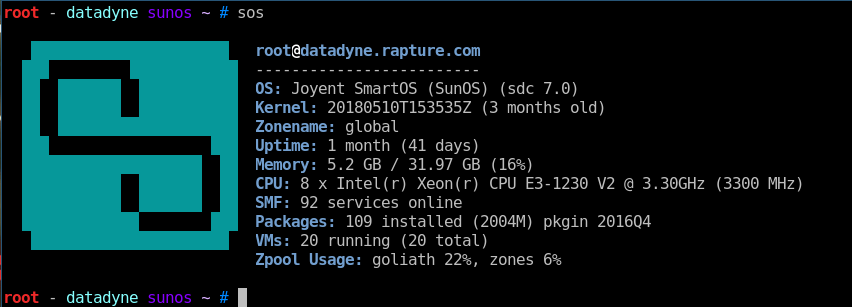 root - datadyne sunos ~ # sos
root@datadyne.rapture.com
-------------------------
OS: Joyent SmartOS (SunOS) (sdc 7.0)
Kernel: 20180510T153535Z (3 months old)
Zonename: global
Uptime: 1 month (41 days)
Memory: 5.2 GB / 31.97 GB (16%)
CPU: 8 x Intel(r) Xeon(r) CPU E3-1230 V2 @ 3.30GHz (3300 MHz)
SMF: 92 services online
Packages: 109 installed (2004M) pkgin 2016Q4
VMs: 20 running (20 total)
Zpool Usage: goliath 22%, zones 6%
root - datadyne sunos ~ #